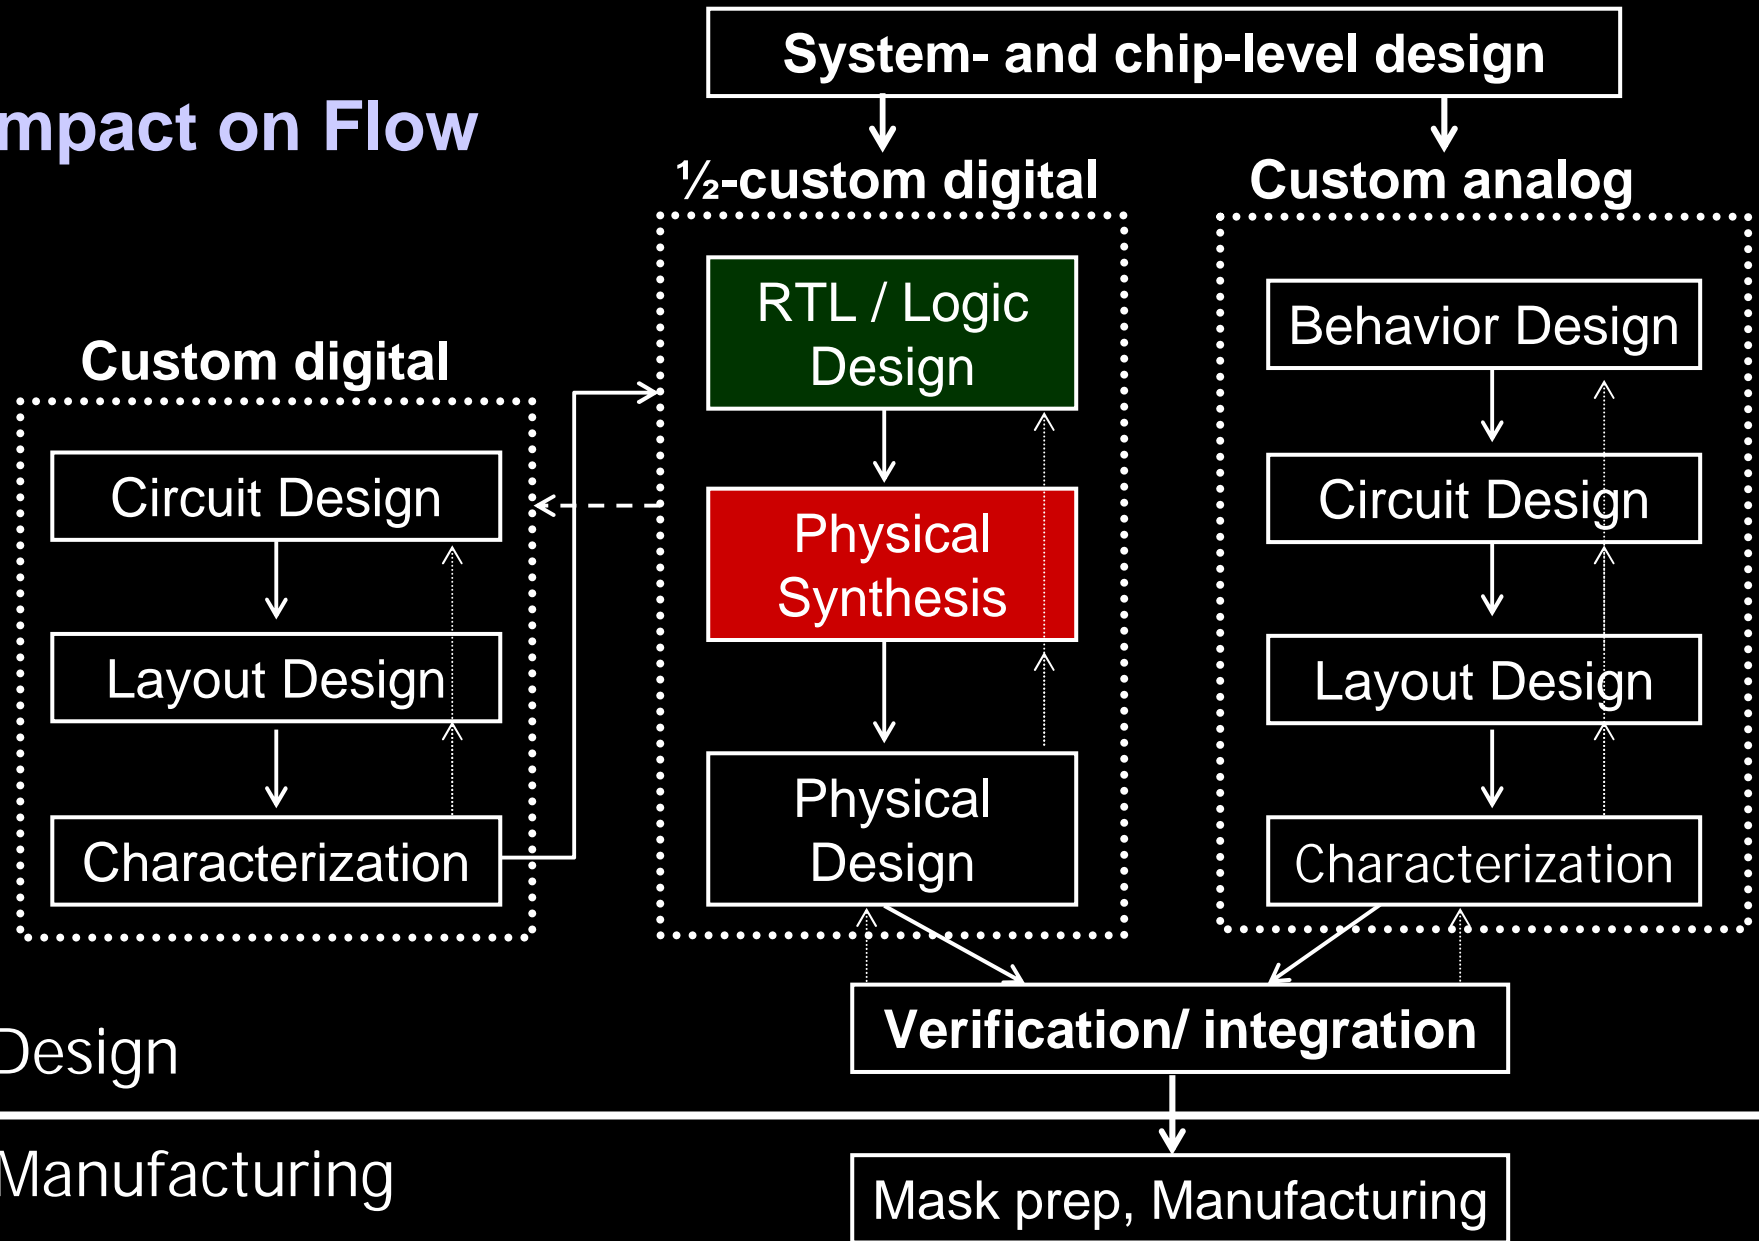 System- and chip-level design
mpact on Flow
½-custom digital
Custom analog
RTL / Logic
Design
Behavior Design
Custom digital
Circuit Design
Physical
Synthesis
Circuit Design
Layout Design
Layout Design
Physical
Design
Characterization
Characterization
Verification/ integration
Design
Manufacturing
Mask prep, Manufacturing